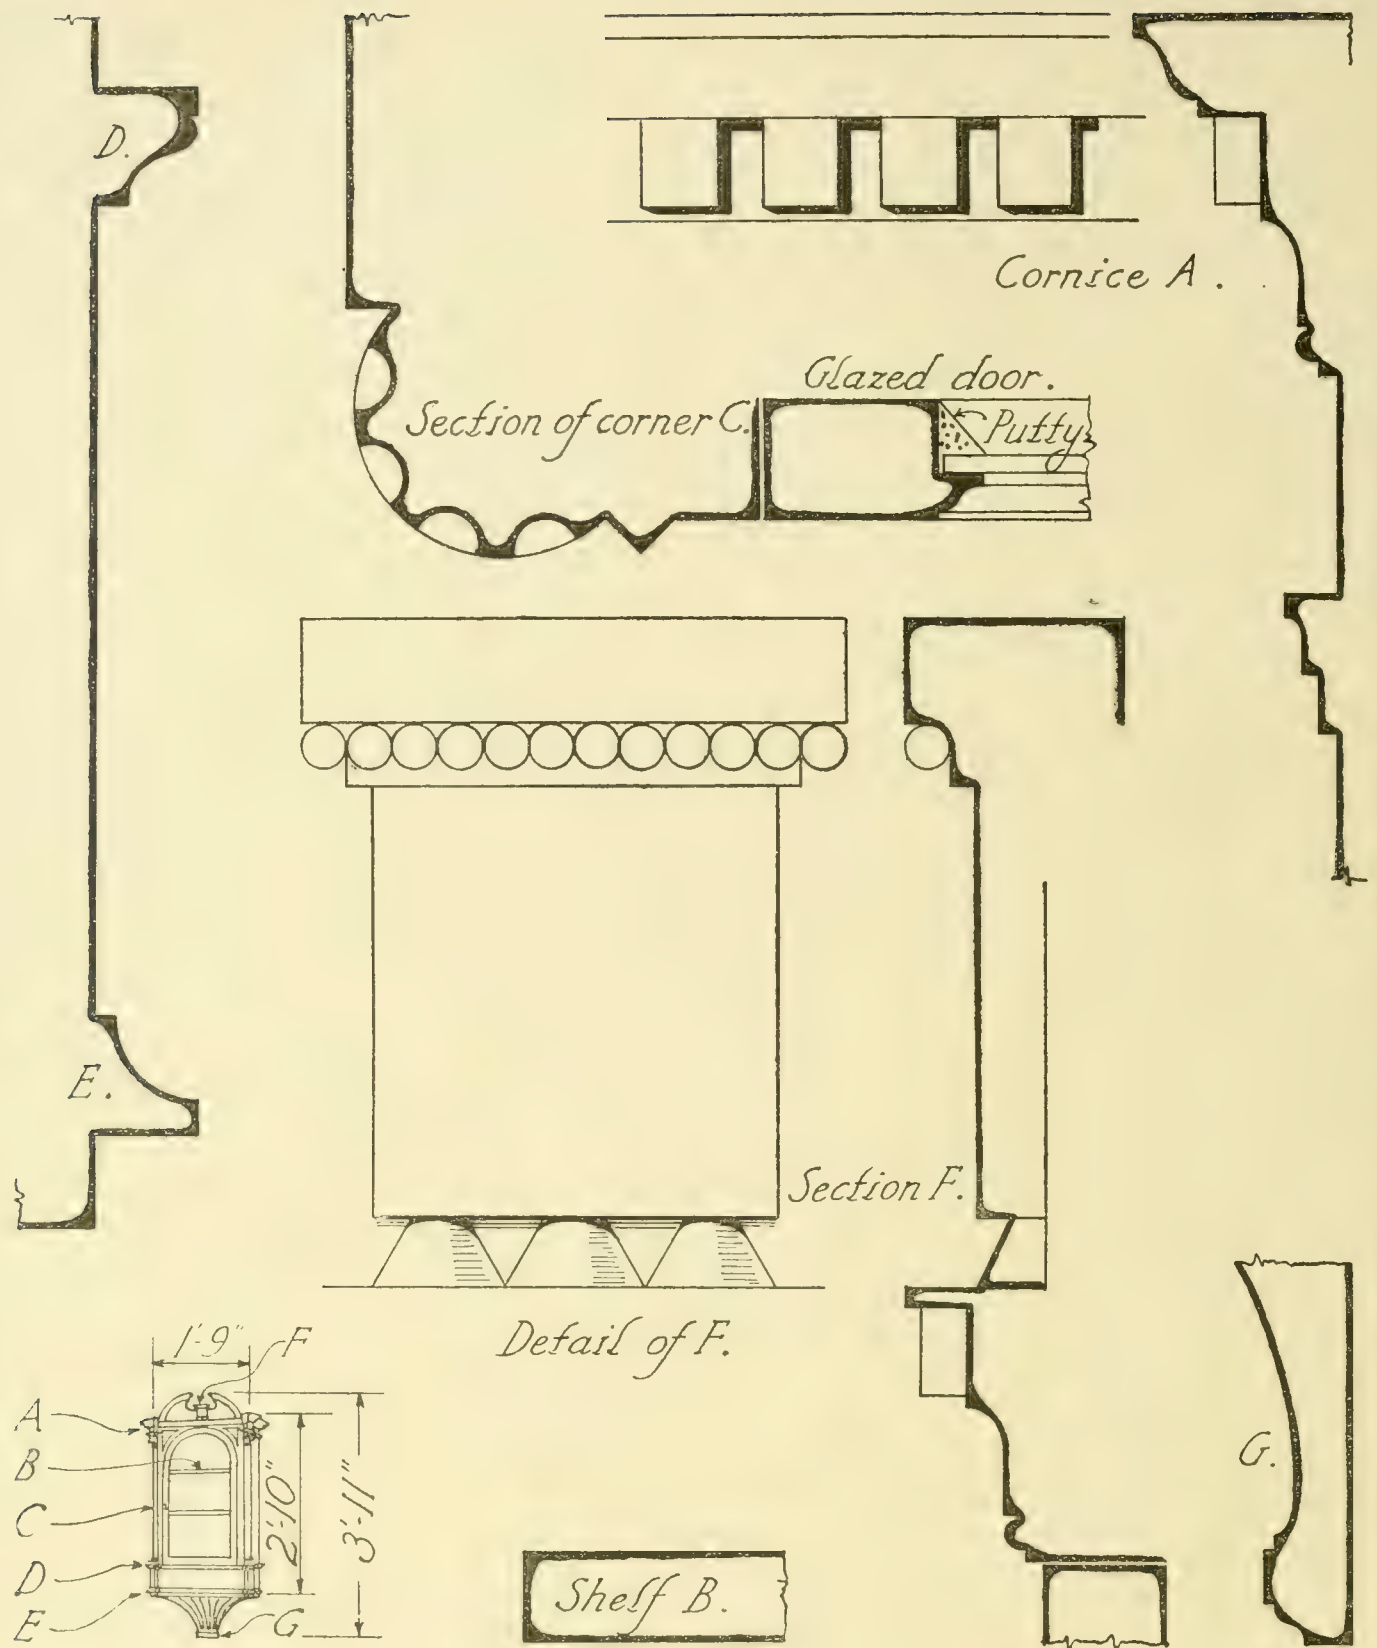 D.
Cornice A.
Glazed door.
Section of corner C.
Putty
E.
Section F.
Detail of F.
1'-9"
F
A
B
C
D
E
G
2'-10"
3'-11"
G.
Shelf B.